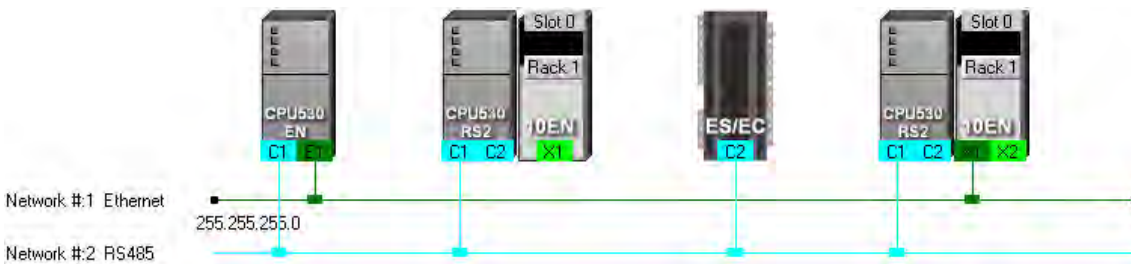 Slot 0
Slot 0
Rack 1
Rack 1
CPU530 EN
CPU530 RS2
10EN
ES/EC
CPU530 RS2
10EN
C1 E1
C1 C2
X1
C2
C1 C2
X1 X2
Network #:1 Ethernet
255.255.255.0
Network #:2 RS485